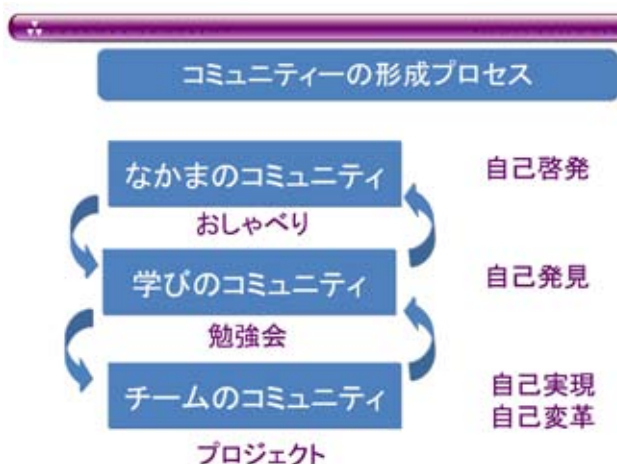 コミュニティーの形成プロセス
なかまのコミュニティ
自己啓発
おしゃべり
学びのコミュニティ
自己発見
勉強会
チームのコミュニティ
自己実現
自己変革
プロジェクト